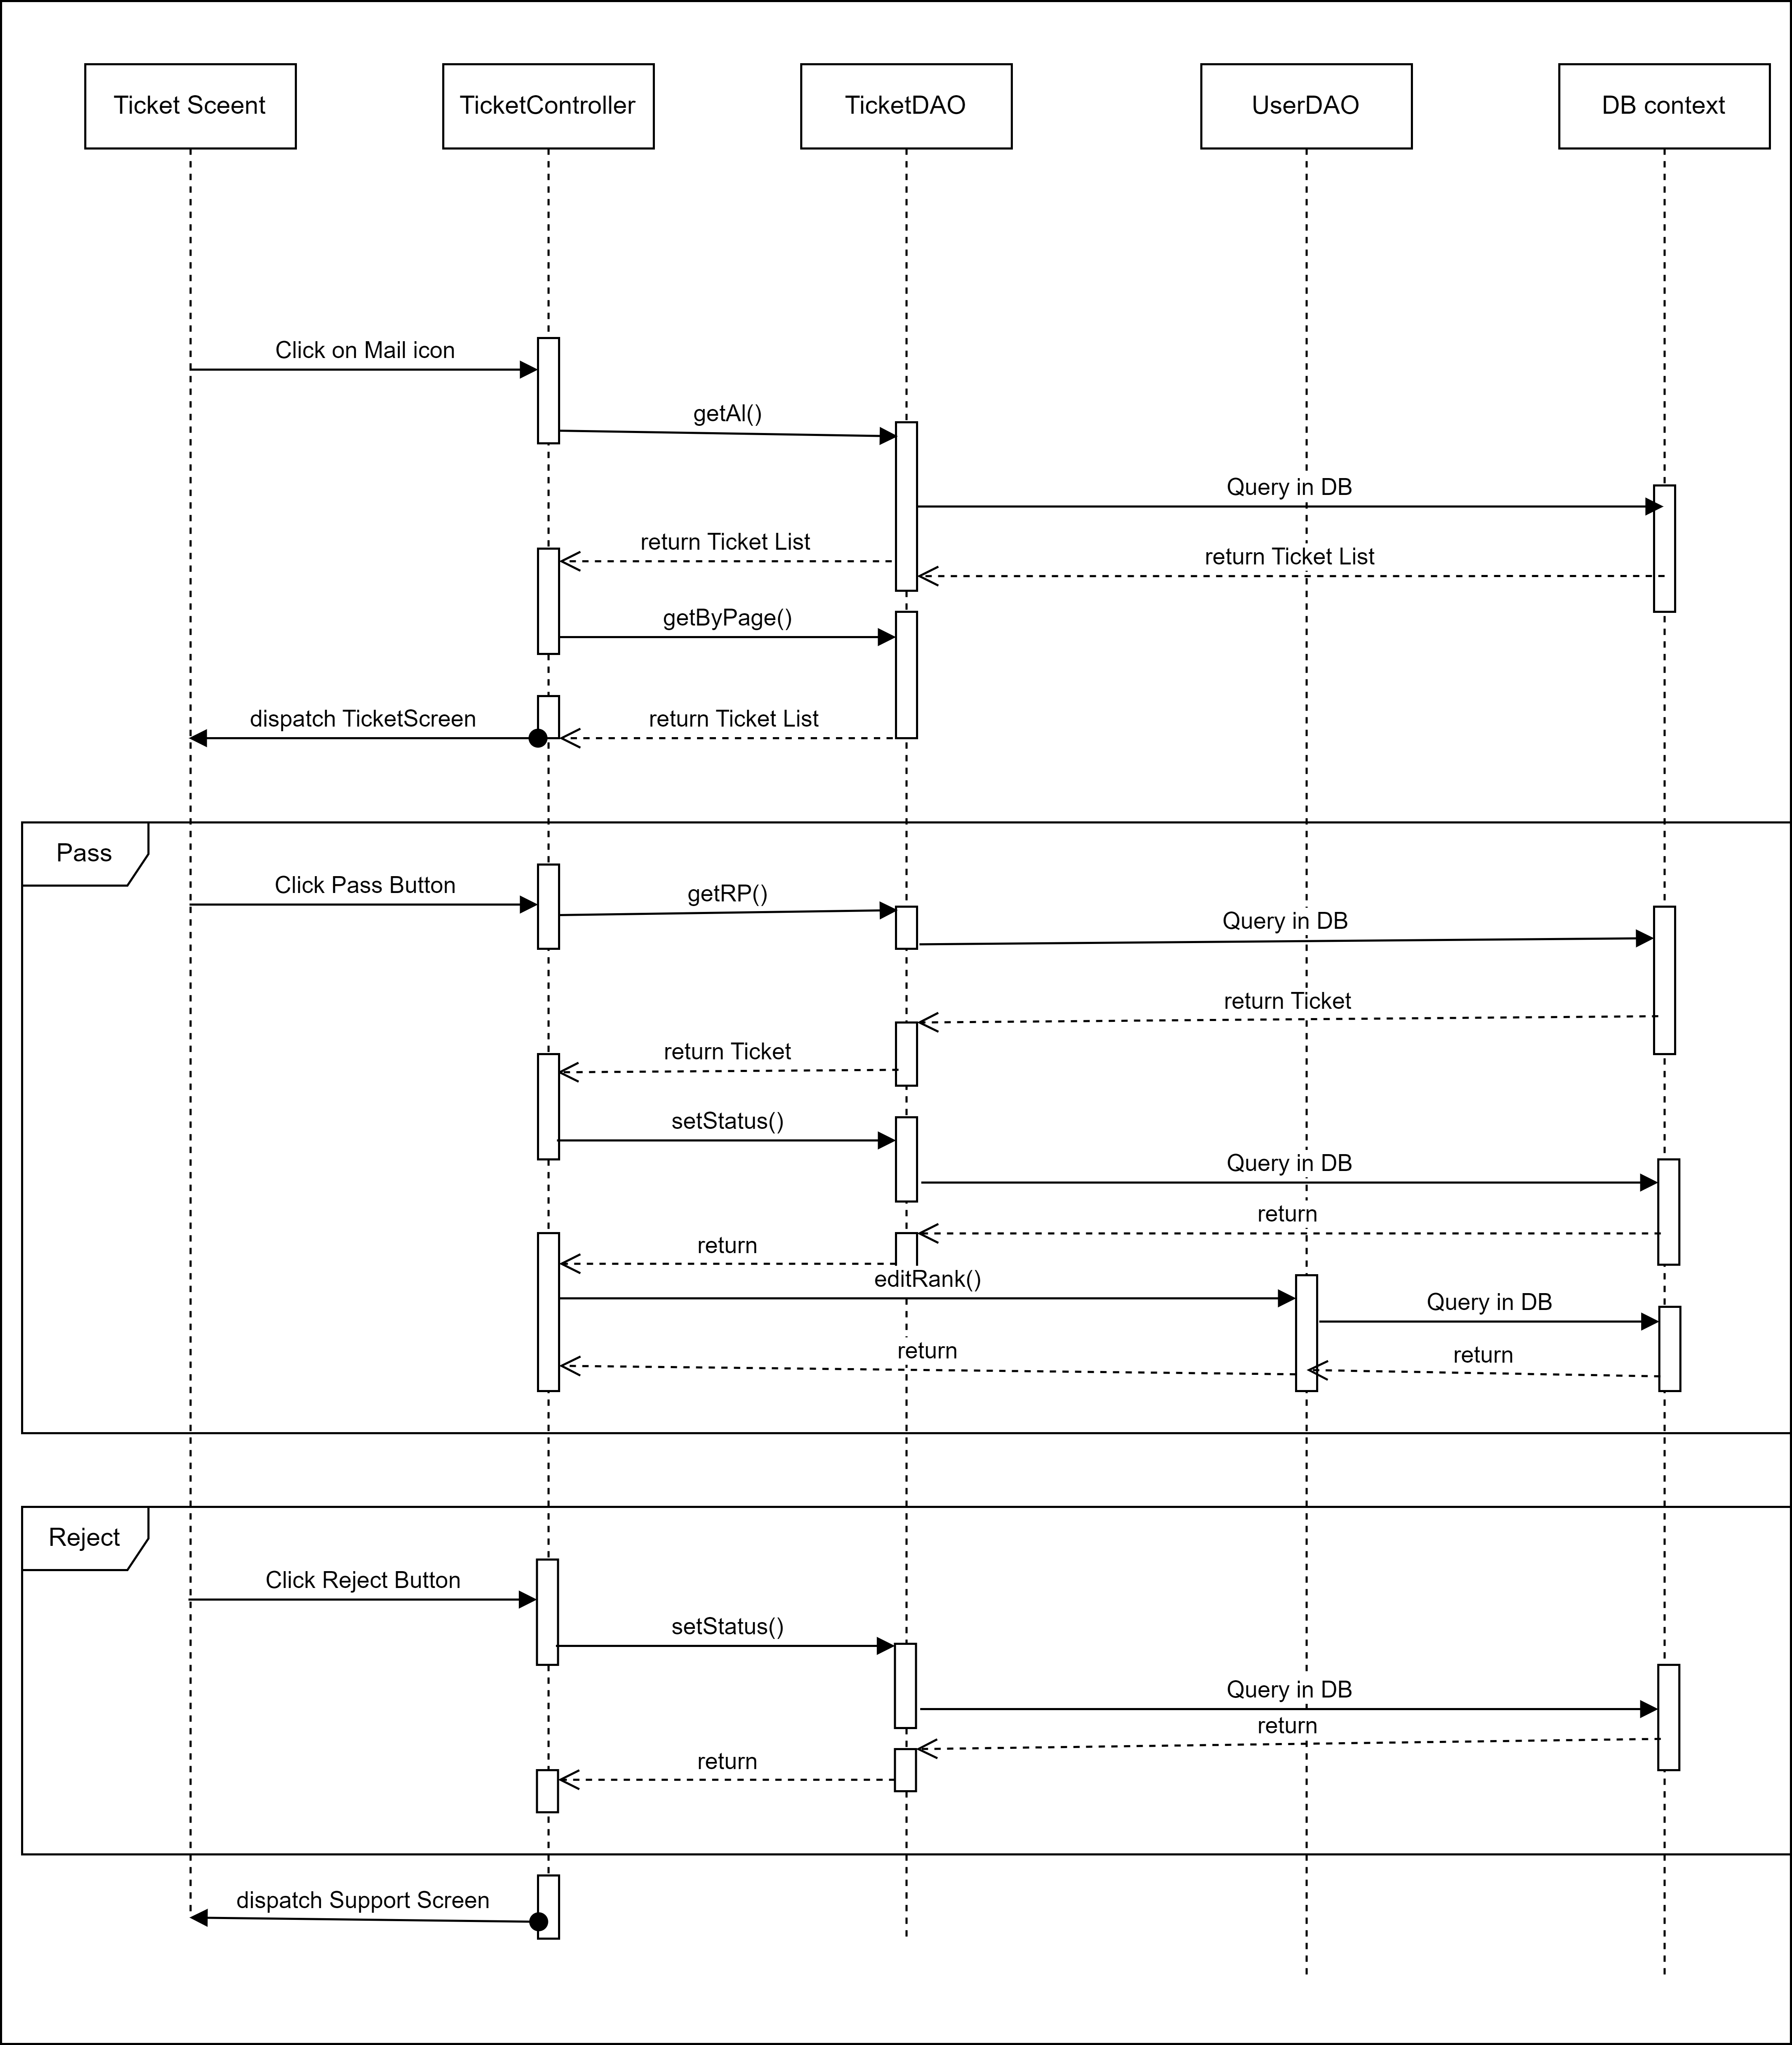 Ticket Sceent
TicketController
TicketDAO
UserDAO
DB context
Click on Mail icon
getAl()
Query in DB
return Ticket List
return Ticket List
getByPage()
dispatch TicketScreen
return Ticket List
Pass
Click Pass Button
getRP()
Query in DB
return Ticket
return Ticket
setStatus()
Query in DB
return
return
editRank()
Query in DB
return
return
Reject
Click Reject Button
setStatus()
Query in DB
return
return
dispatch Support Screen